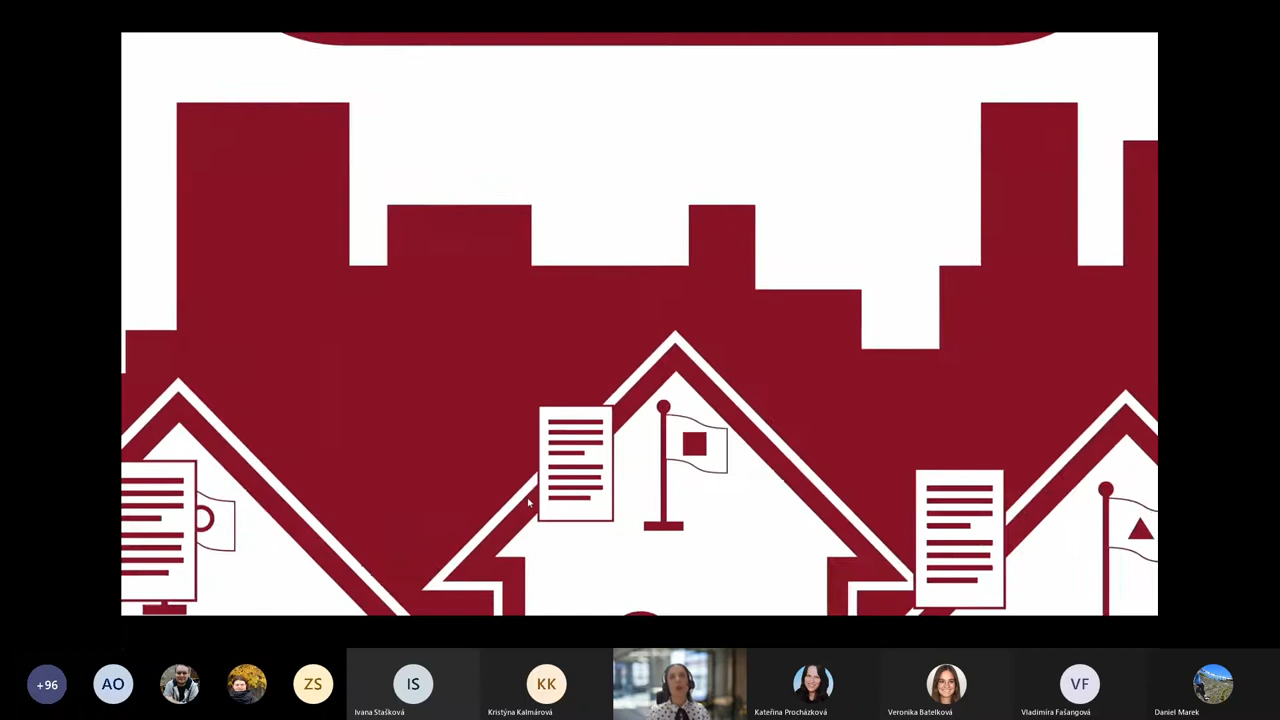 +96
AO
ZS
IS
Ivana Stašková
KK
Kristýna Kalmárová
Kateřina Procházková
Veronika Batelková
VF
Vladimíra Fašangová
Daniel Marek